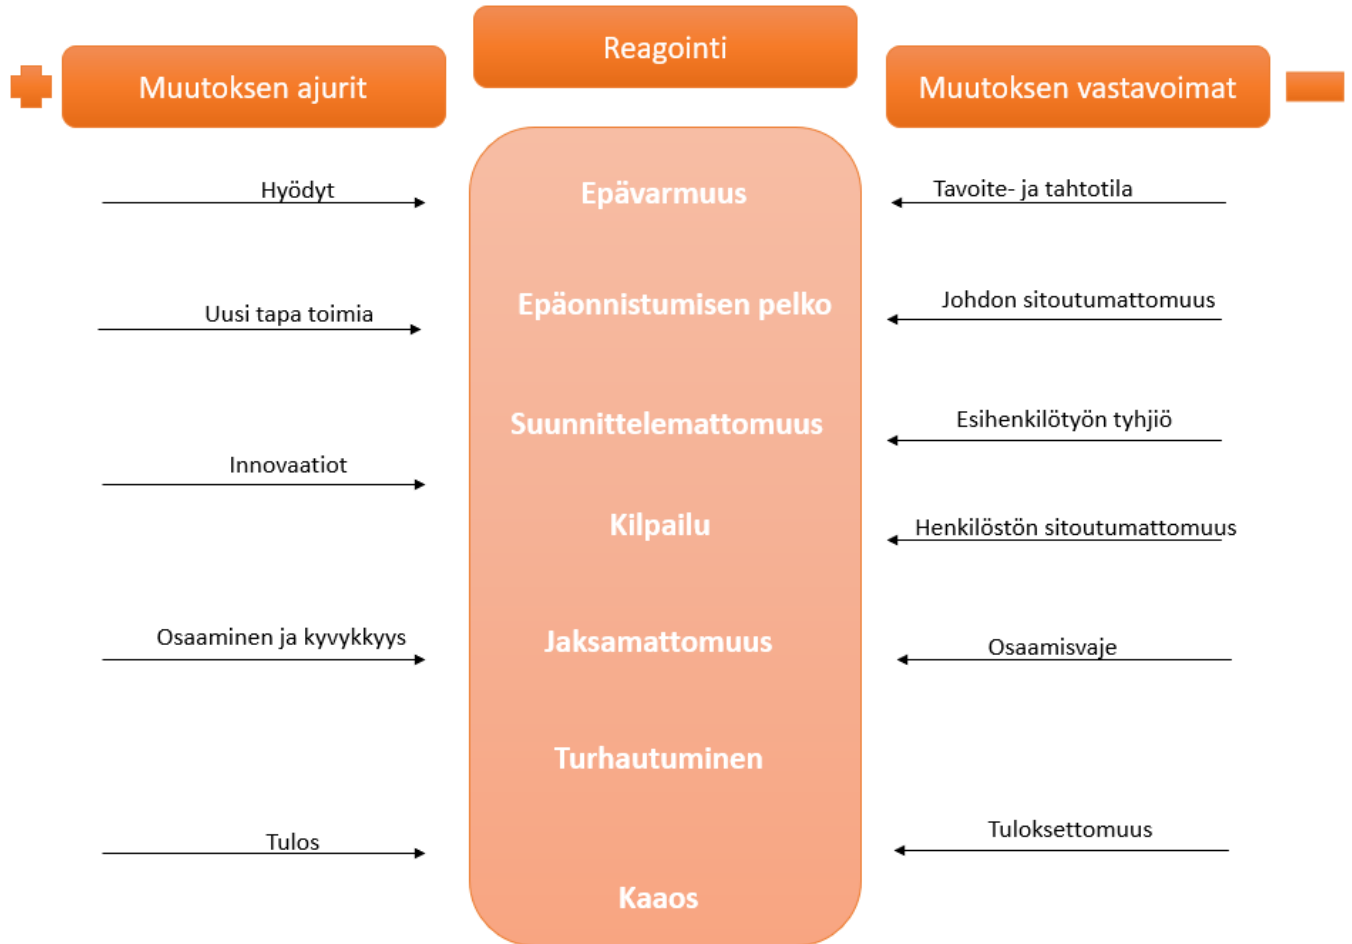 Reagointi
Muutoksen ajurit
Muutoksen vastavoimat
Hyödyt
Epävarmuus
Tavoite- ja tahtotila
Uusi tapa toimia
Epäonnistumisen pelko
Johdon sitoutumattomuus
Suunnittelemattomuus
Esihenkilötyön tyhjiö
Innovaatiot
Kilpailu
Henkilöstön sitoutumattomuus
Osaaminen ja kyvykkyys
Jaksamattomuus
Osaamisvaje
Turhautuminen
Tulos
Tuloksettomuus
Kaaos